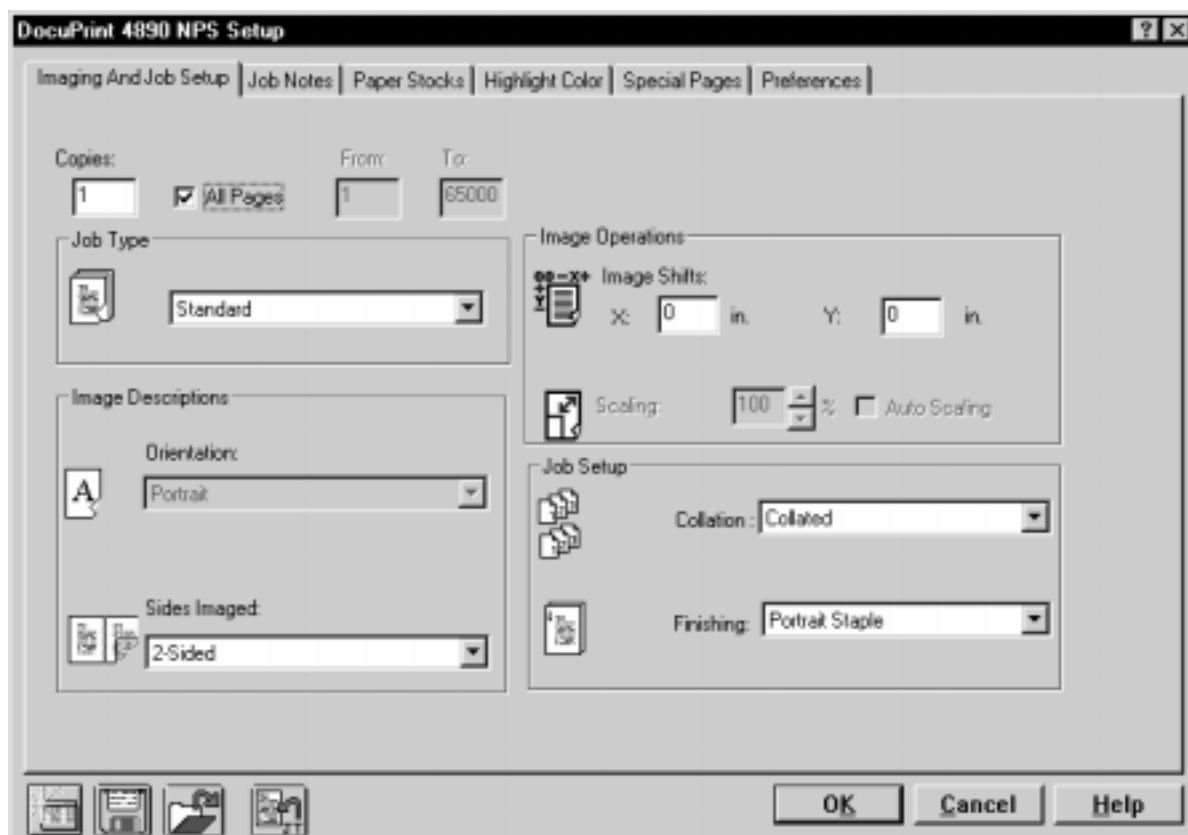 DocuPrint 4890 NPS Setup
Imaging And Job Setup Job Notes Paper Stocks Highlight Color Special Pages Preferences
Copies: From: To:
1 All Pages 1 65000
Job Type
Standard
Image Operations
Image Shifts:
X: 0 in. Y: 0 in.
Scaling: 100 % Auto Scaling
Image Descriptions
Orientation:
A Portrait
Sides Imaged:
2-Sided
Job Setup
Collation : Collated
Finishing: Portrait Staple
OK Cancel Help